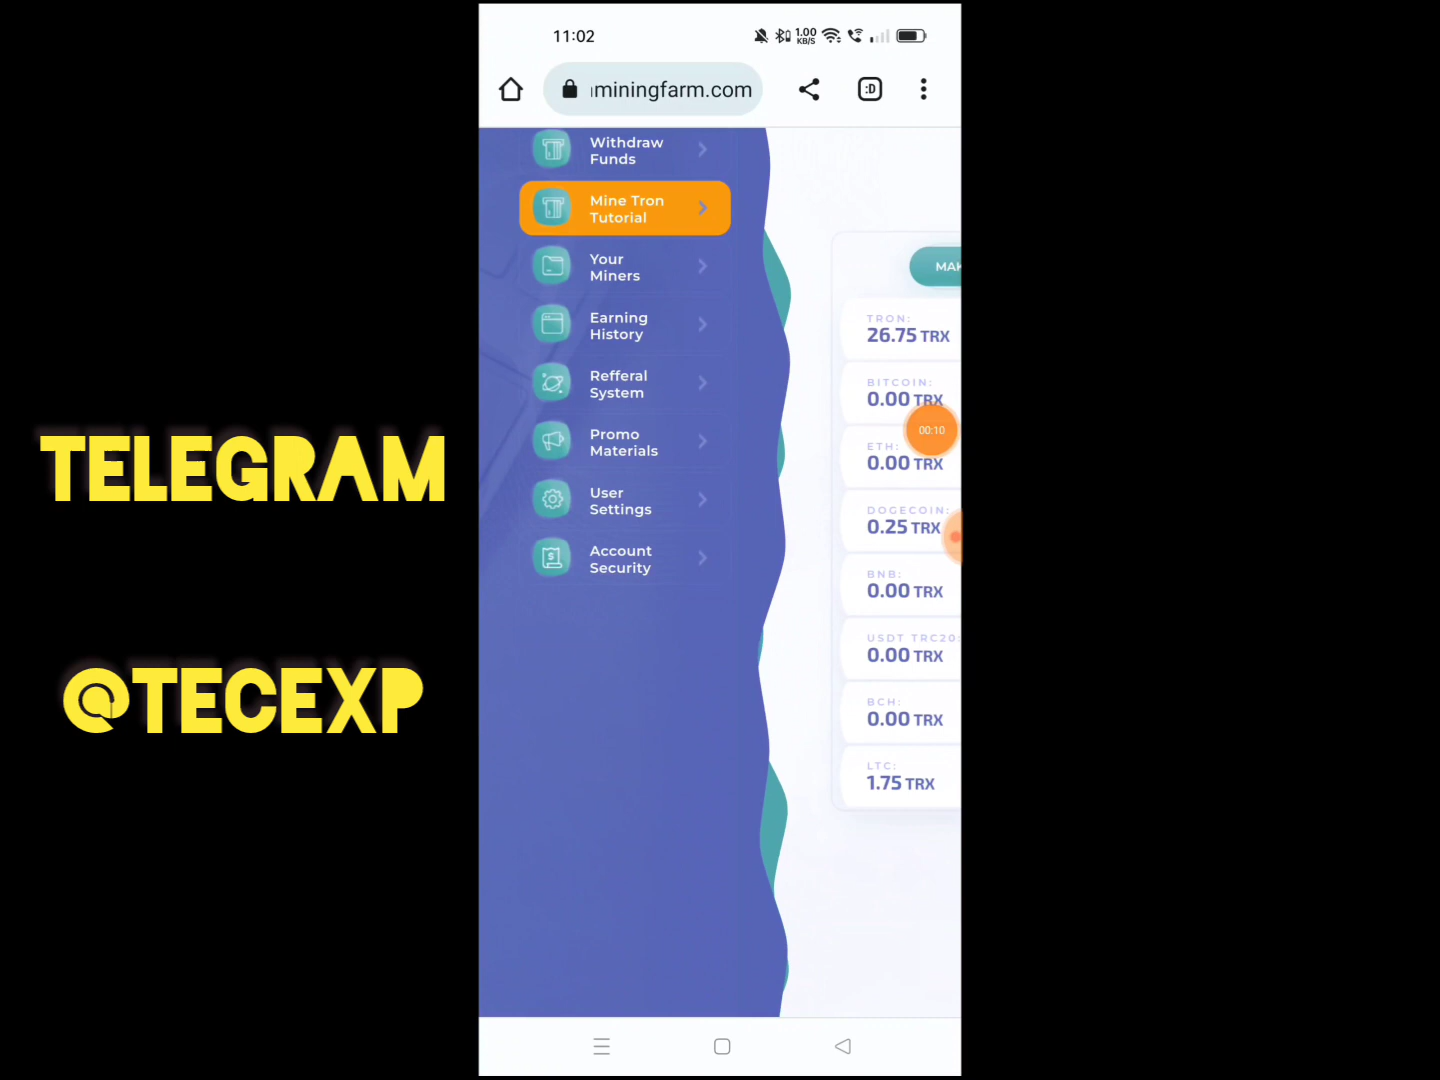 11:02
1.00
KB/S
miningfarm.com
:D
Withdraw
Funds
Mine Tron
Tutorial
Your
Miners
Earning
History
Refferal
System
Promo
Materials
User
Settings
Account
Security
MAK
TRON:
26.75 TRX
BITCOIN:
0.00 TRX
00:10
ETH:
0.00 TRX
DOGECOIN:
0.25 TRX
BNB:
0.00 TRX
USDT TRC20:
0.00 TRX
BCH:
0.00 TRX
LTC:
1.75 TRX
TELEGRAM
@TECEXP